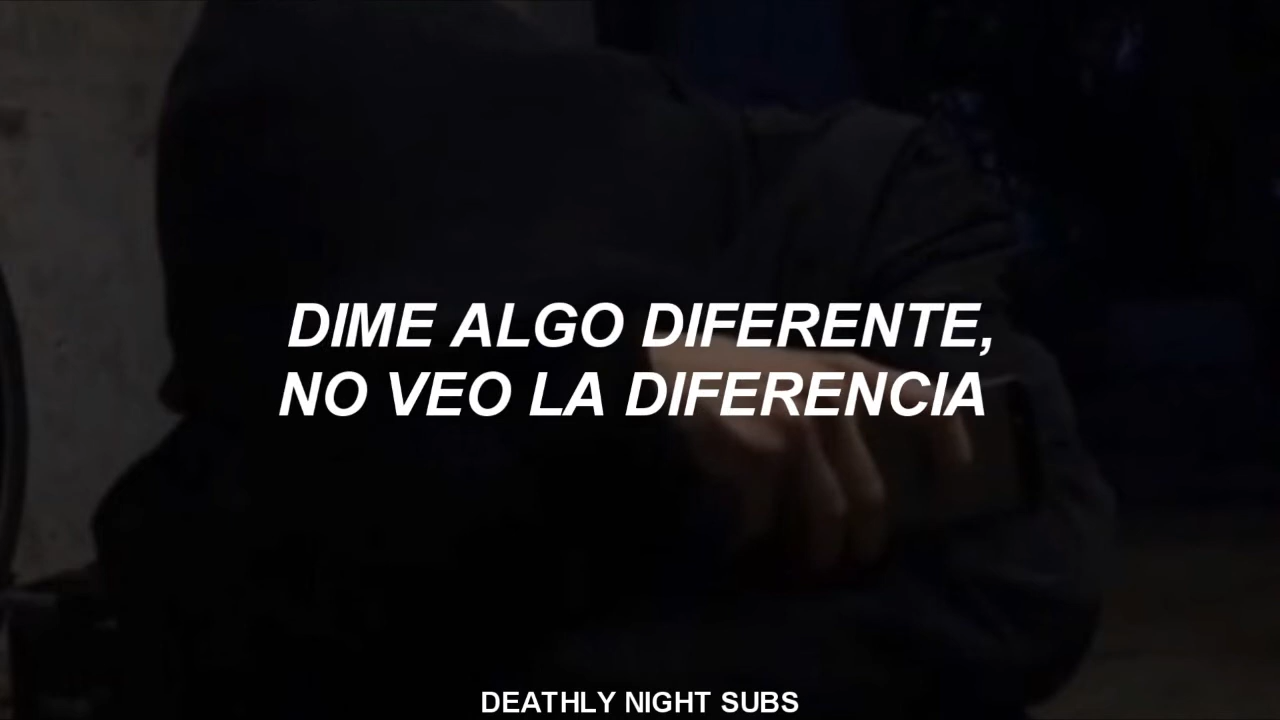 DIME ALGO DIFERENTE,
NO VEO LA DIFERENCIA
DEATHLY NIGHT SUBS